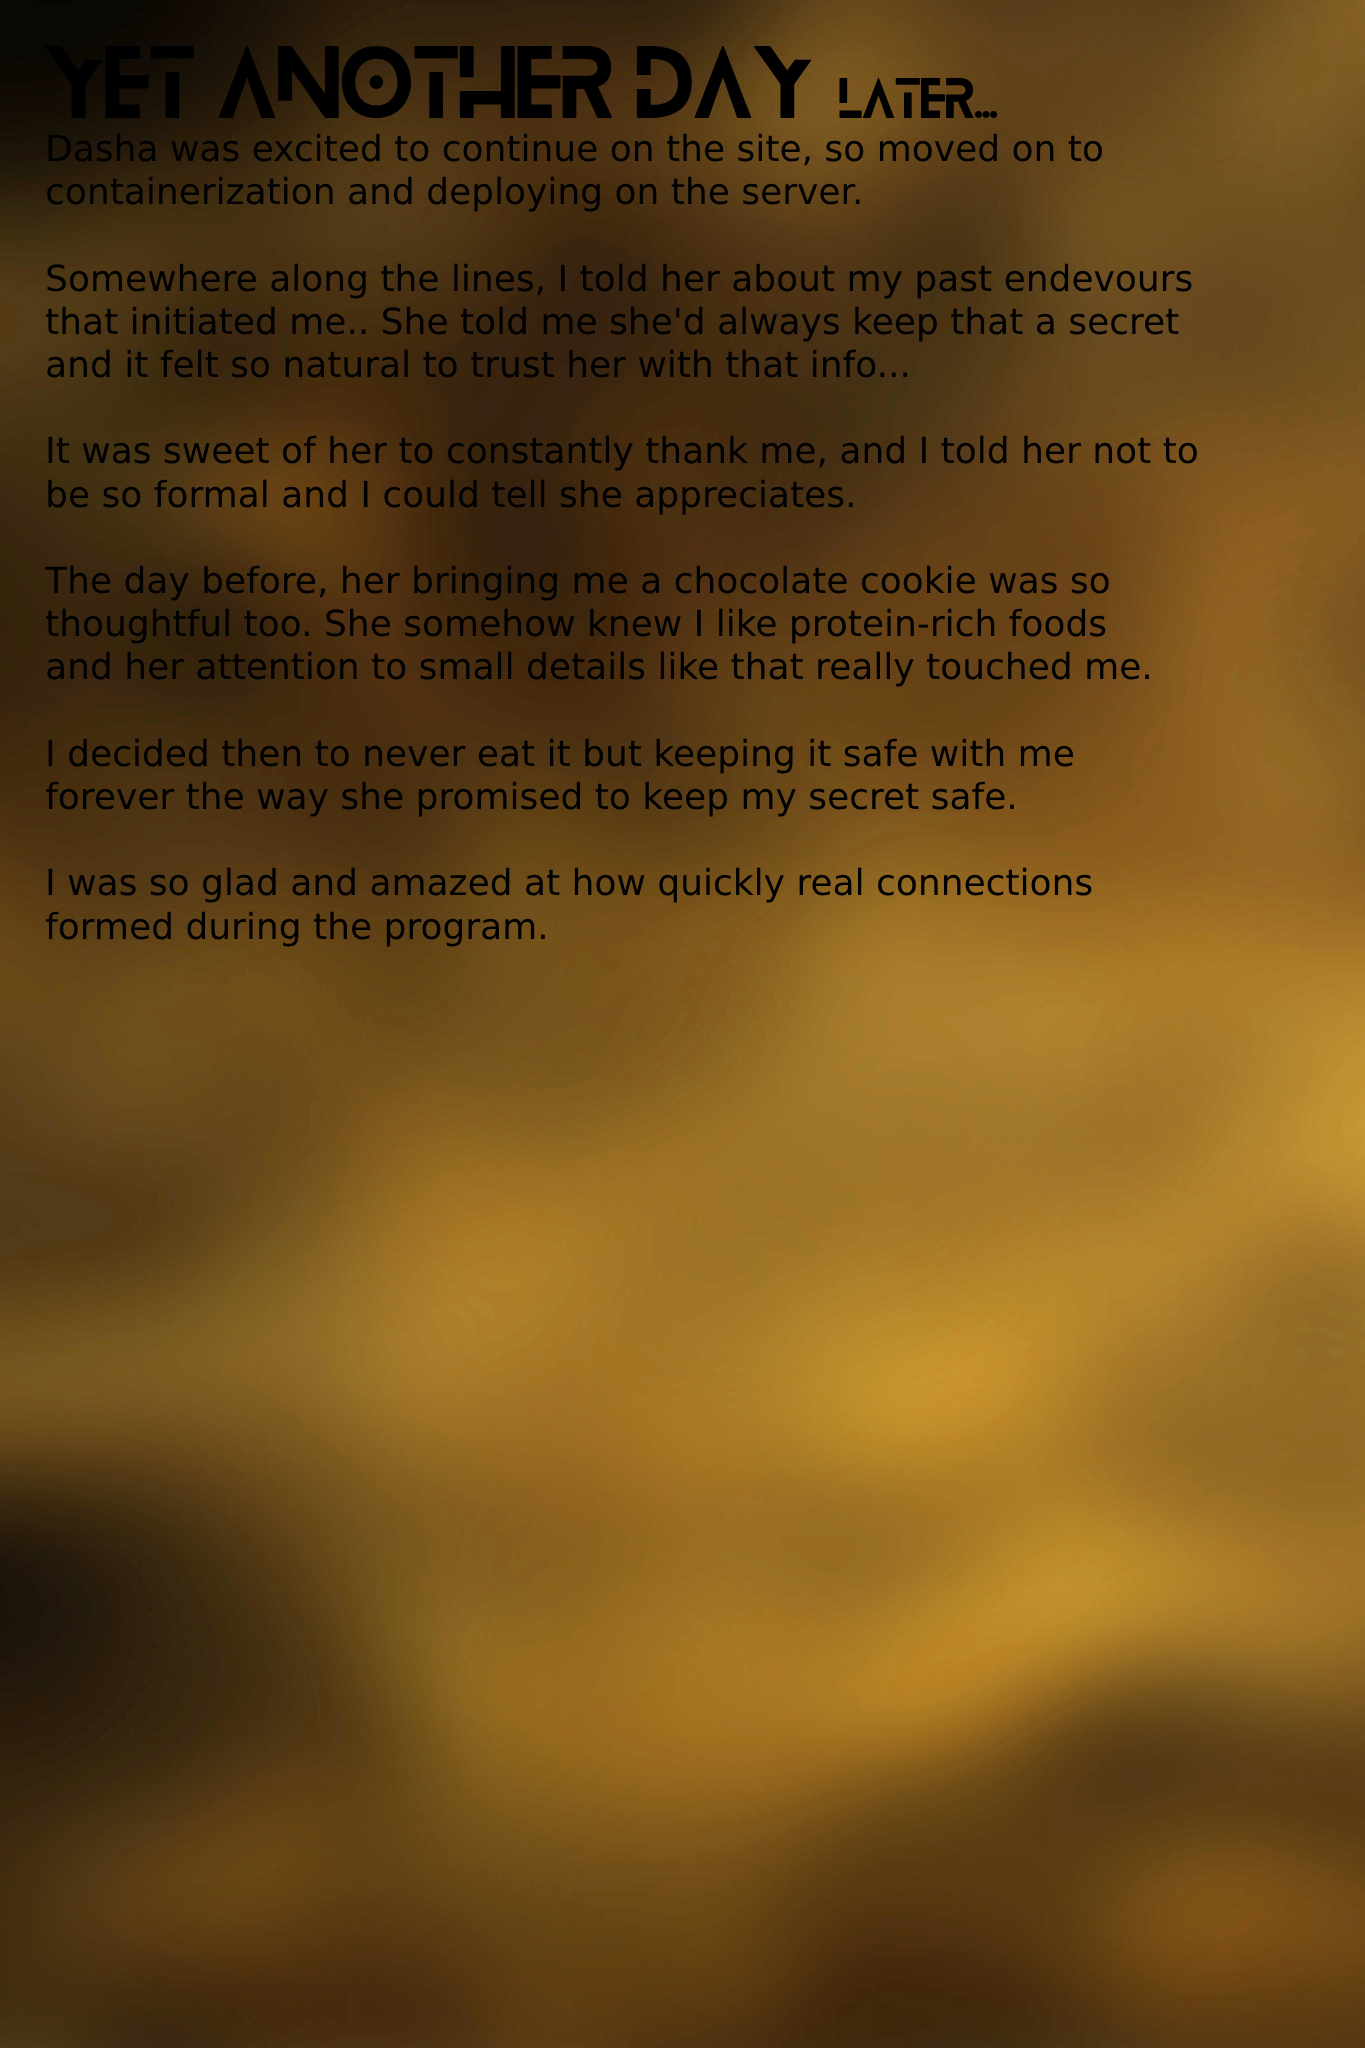 YET ANOTHER DAY LATER...
Dasha was excited to continue on the site, so moved on to
containerization and deploying on the server.
Somewhere along the lines, I told her about my past endevours
that initiated me.. She told me she'd always keep that a secret
and it felt so natural to trust her with that info...
It was sweet of her to constantly thank me, and I told her not to
be so formal and I could tell she appreciates.
The day before, her bringing me a chocolate cookie was so
thoughtful too. She somehow knew I like protein-rich foods
and her attention to small details like that really touched me.
I decided then to never eat it but keeping it safe with me
forever the way she promised to keep my secret safe.
I was so glad and amazed at how quickly real connections
formed during the program.